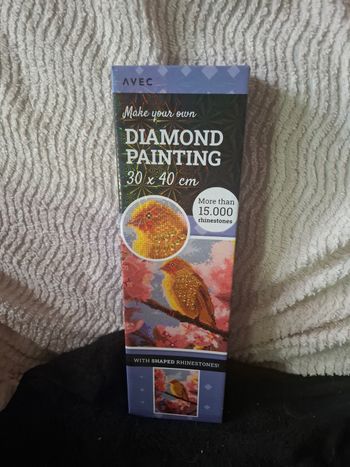 AVEC
Make your own
DIAMOND
PAINTING
30 x 40 cm
More than
15.000
rhinestones
WITH SHAPED RHINESTONES!